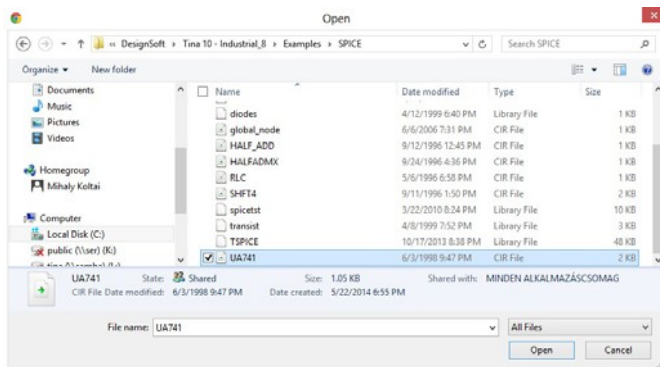 Open
« DesignSoft ▸ Tina 10 - Industrial_8 ▸ Examples ▸ SPICE
Search SPICE
Organize
New folder
Documents
Music
Pictures
Videos
Homegroup
Mihaly Koltai
Computer
Local Disk (C:)
public (\\ser) (K:)
Name Date modified Type Size
diodes 4/12/1999 6:40 PM Library File 1 KB
global_node 6/6/2006 7:31 PM CIR File 1 KB
HALF_ADD 9/12/1996 12:45 PM CIR File 1 KB
HALFADMX 9/24/1996 4:36 PM CIR File 1 KB
RLC 5/6/1996 6:58 PM CIR File 1 KB
SHFT4 9/11/1996 1:50 PM CIR File 2 KB
spicetst 3/22/2010 8:24 PM Library File 10 KB
transist 4/8/1999 7:52 PM Library File 3 KB
TSPICE 10/17/2013 8:38 PM Library File 48 KB
UA741 6/3/1998 9:47 PM CIR File 2 KB
UA741 State: Shared Size: 1.05 KB Shared with: MINDEN ALKALMAZÁSCSOMAG
CIR File Date modified: 6/3/1998 9:47 PM Date created: 5/22/2014 6:55 PM
File name: UA741 All Files
Open Cancel